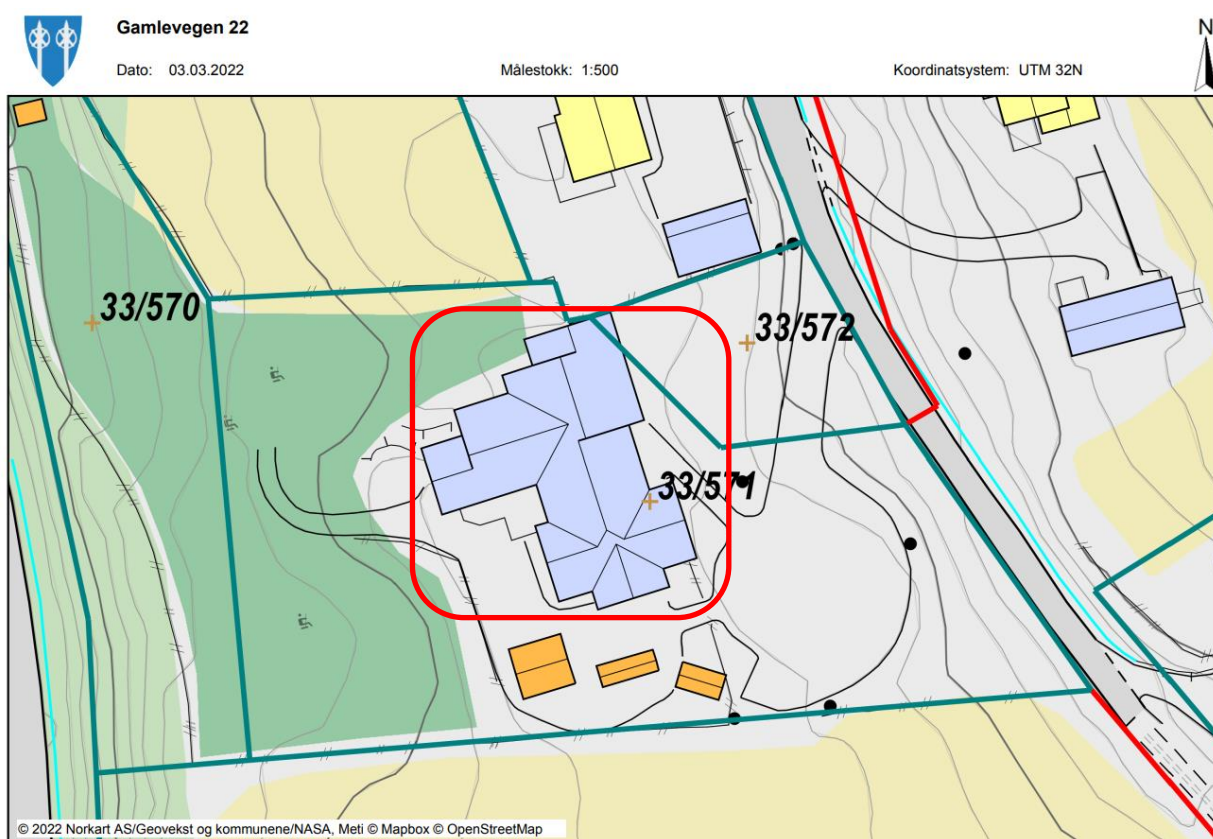 Gamlevegen 22
N
Dato: 03.03.2022
Målestokk: 1:500
Koordinatsystem: UTM 32N
33/570
33/572
33/571
© 2022 Norkart AS/Geovekst og kommunene/NASA, Meti © Mapbox © OpenStreetMap